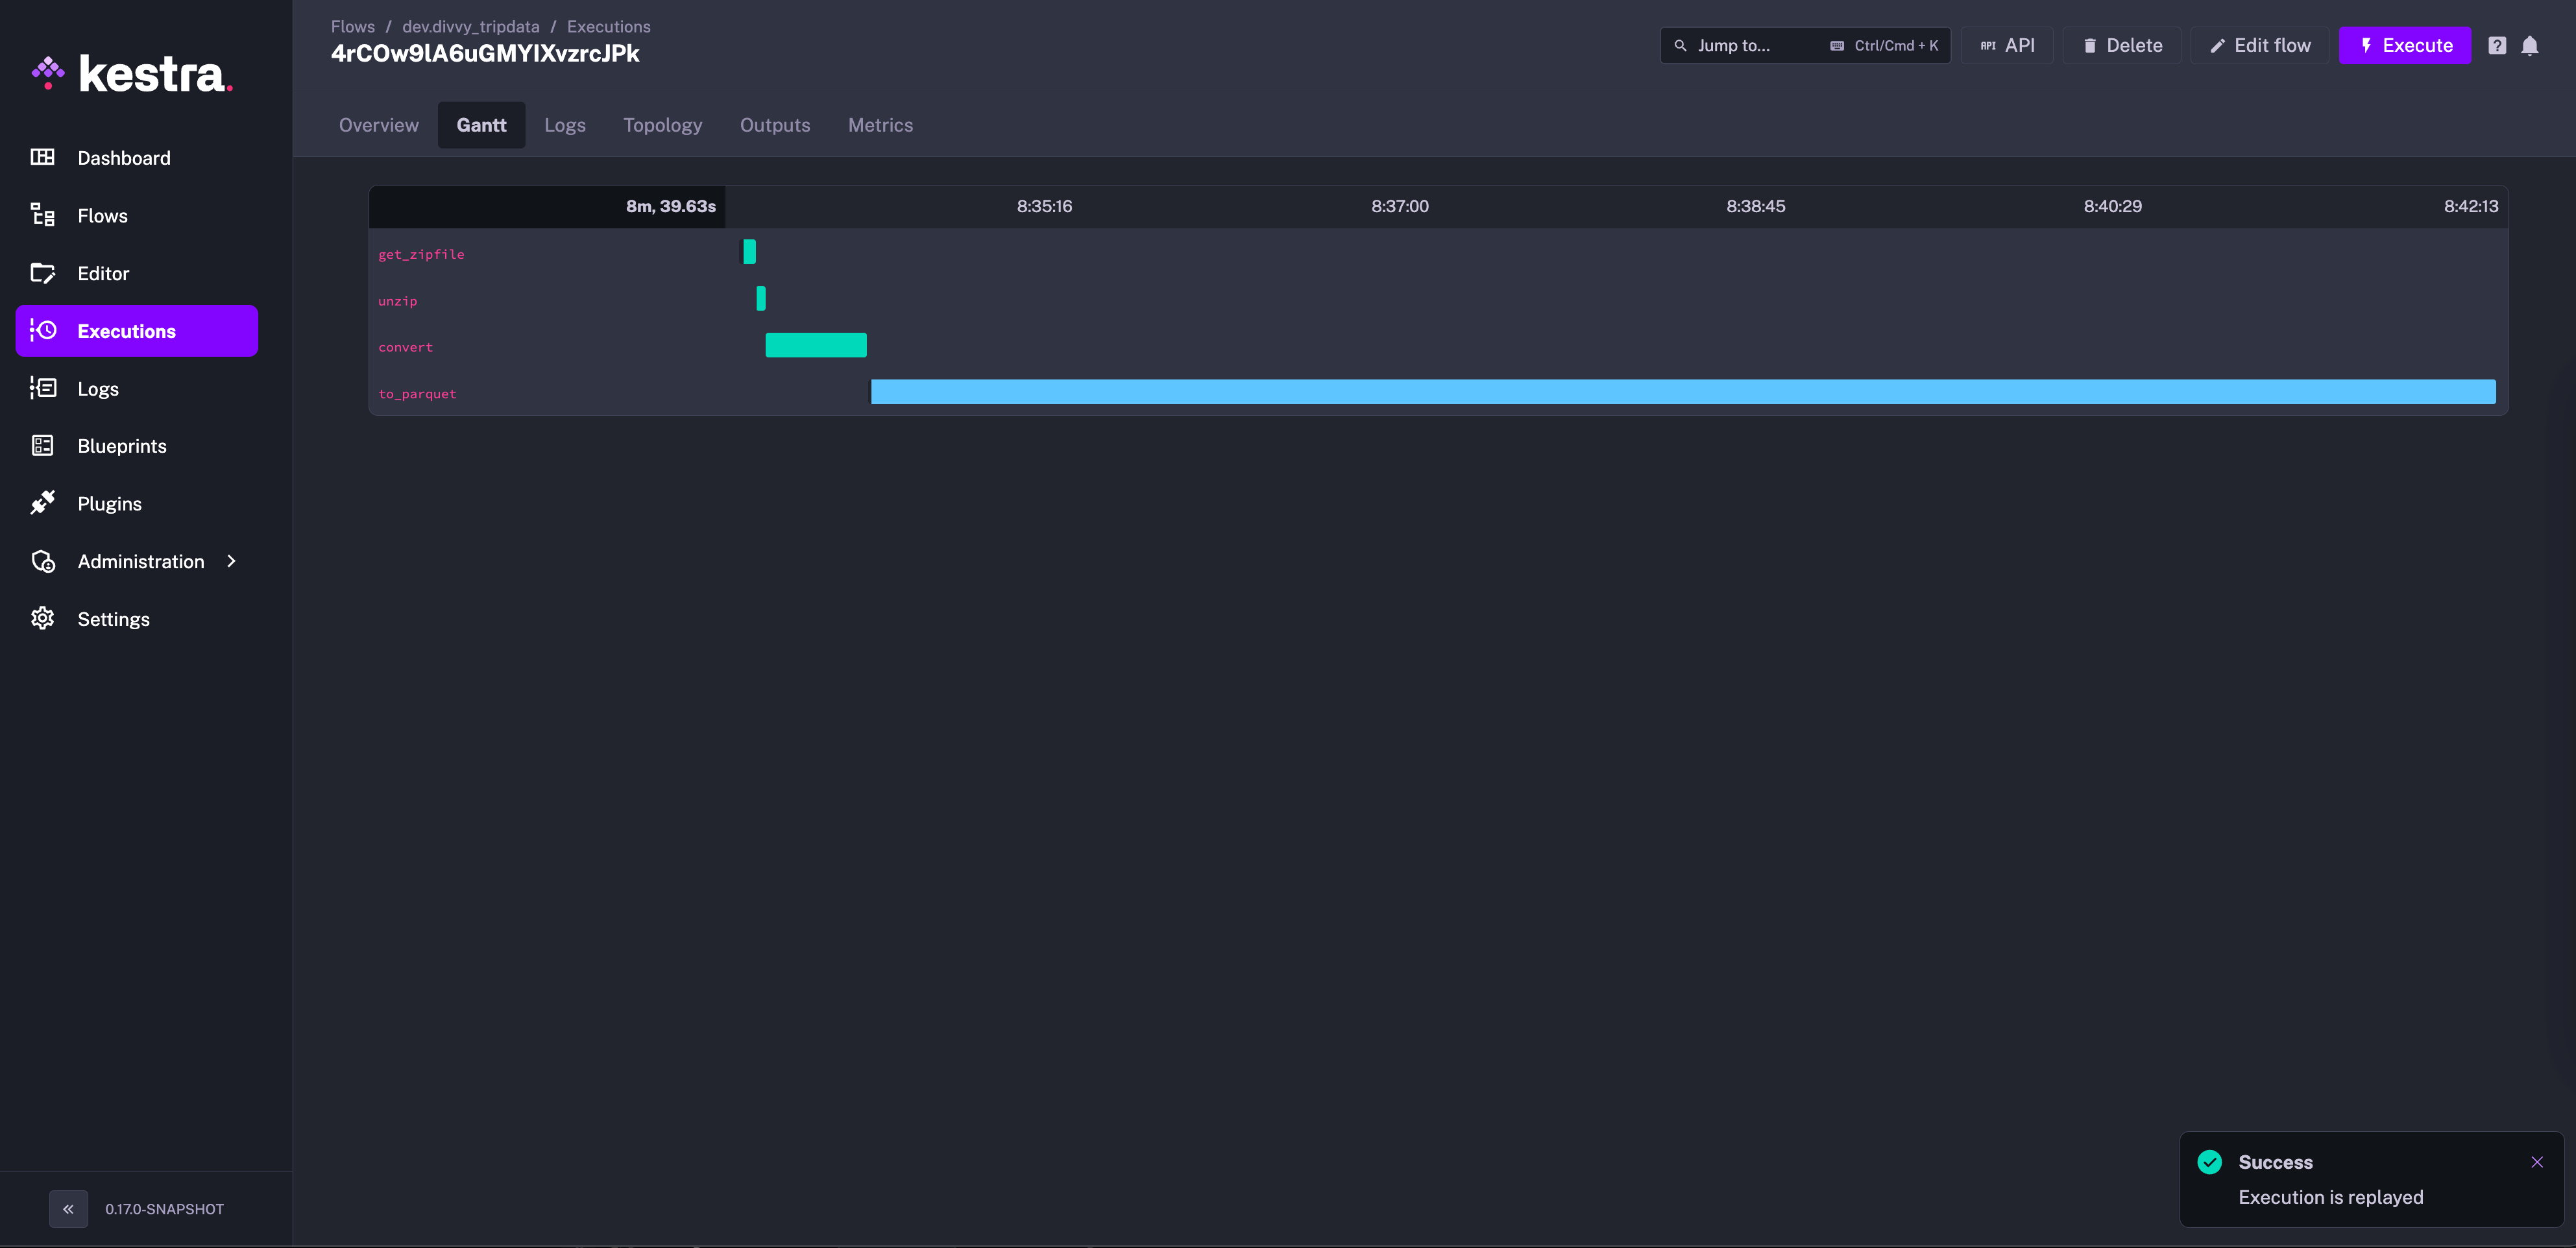 kestra.
Dashboard
Flows
Editor
Executions
Logs
Blueprints
Plugins
Administration
Settings
0.17.0-SNAPSHOT
Flows / dev.divvy_tripdata / Executions
4rCOw9lA6uGMYlXvzrcJPk
Jump to... Ctrl/Cmd + K
API API
Delete
Edit flow
Execute
?
Overview Gantt Logs Topology Outputs Metrics
8m, 39.63s 8:35:16 8:37:00 8:38:45 8:40:29 8:42:13
get_zipfile
unzip
convert
to_parquet
Success
Execution is replayed